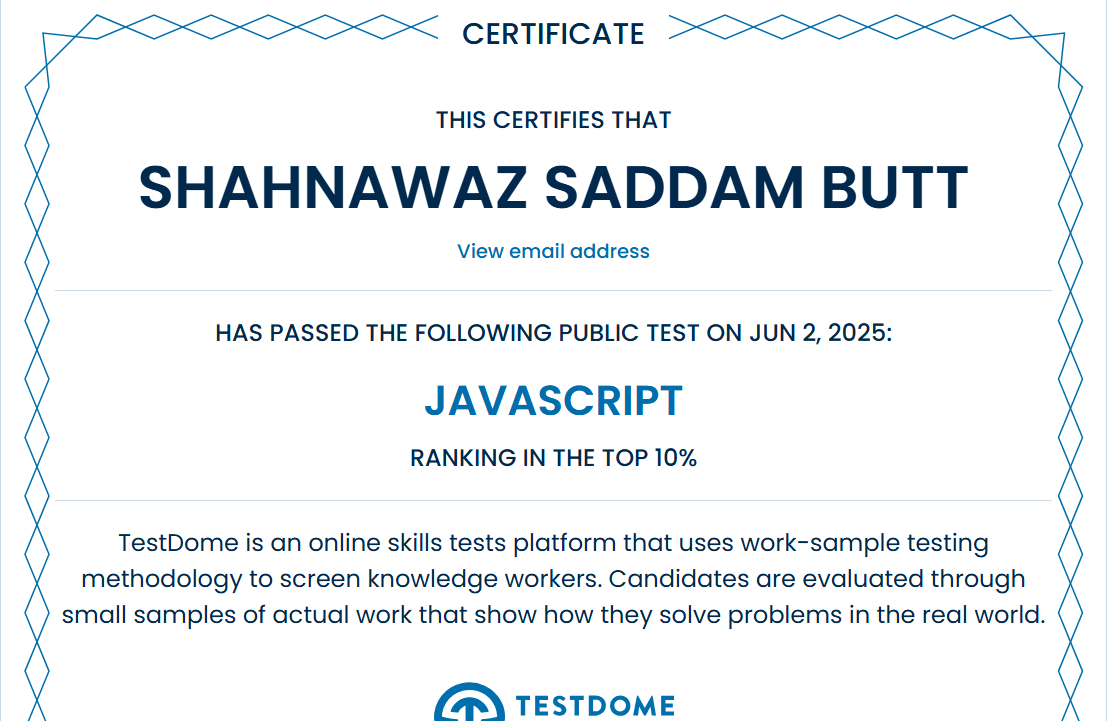 CERTIFICATE
THIS CERTIFIES THAT
SHAHNAWAZ SADDAM BUTT
View email address
HAS PASSED THE FOLLOWING PUBLIC TEST ON JUN 2, 2025:
JAVASCRIPT
RANKING IN THE TOP 10%
TestDome is an online skills tests platform that uses work-sample testing
methodology to screen knowledge workers. Candidates are evaluated through
small samples of actual work that show how they solve problems in the real world.
TESTDOME